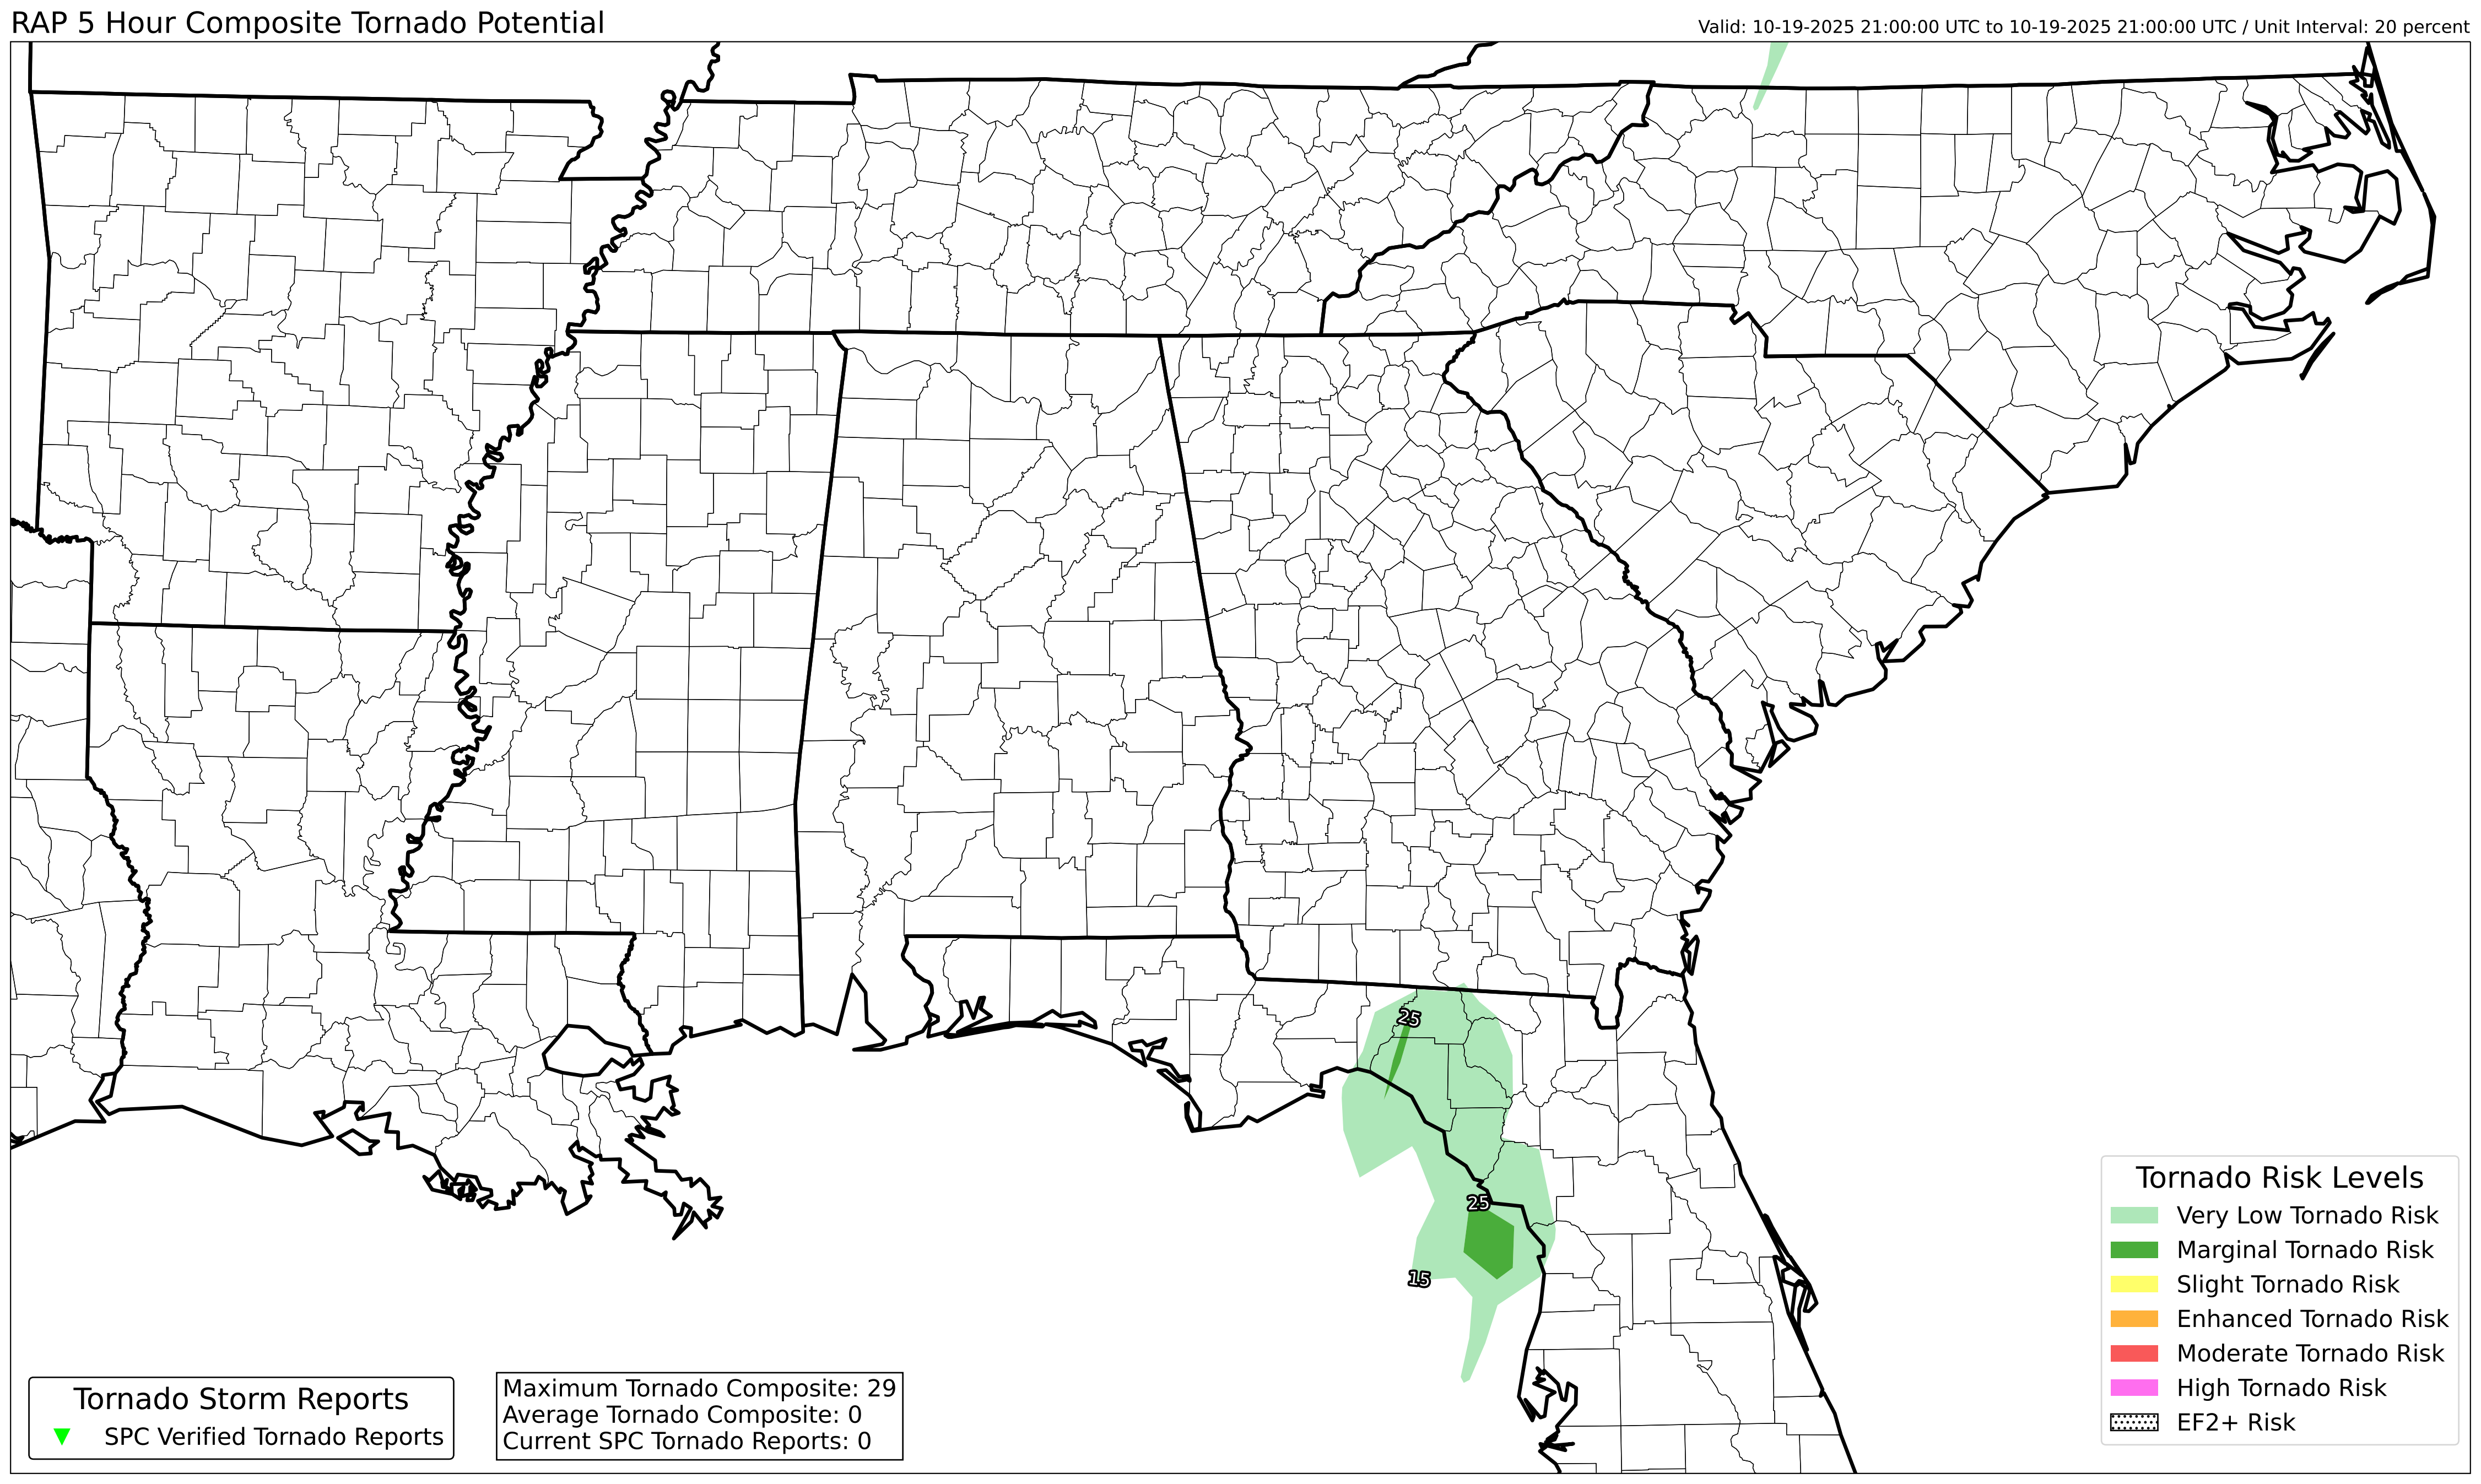 RAP 5 Hour Composite Tornado Potential
Valid: 10-19-2025 21:00:00 UTC to 10-19-2025 21:00:00 UTC / Unit Interval: 20 percent
25
25
15
Tornado Risk Levels
Very Low Tornado Risk
Marginal Tornado Risk
Slight Tornado Risk
Enhanced Tornado Risk
Moderate Tornado Risk
High Tornado Risk
EF2+ Risk
Tornado Storm Reports
SPC Verified Tornado Reports
Maximum Tornado Composite: 29
Average Tornado Composite: 0
Current SPC Tornado Reports: 0